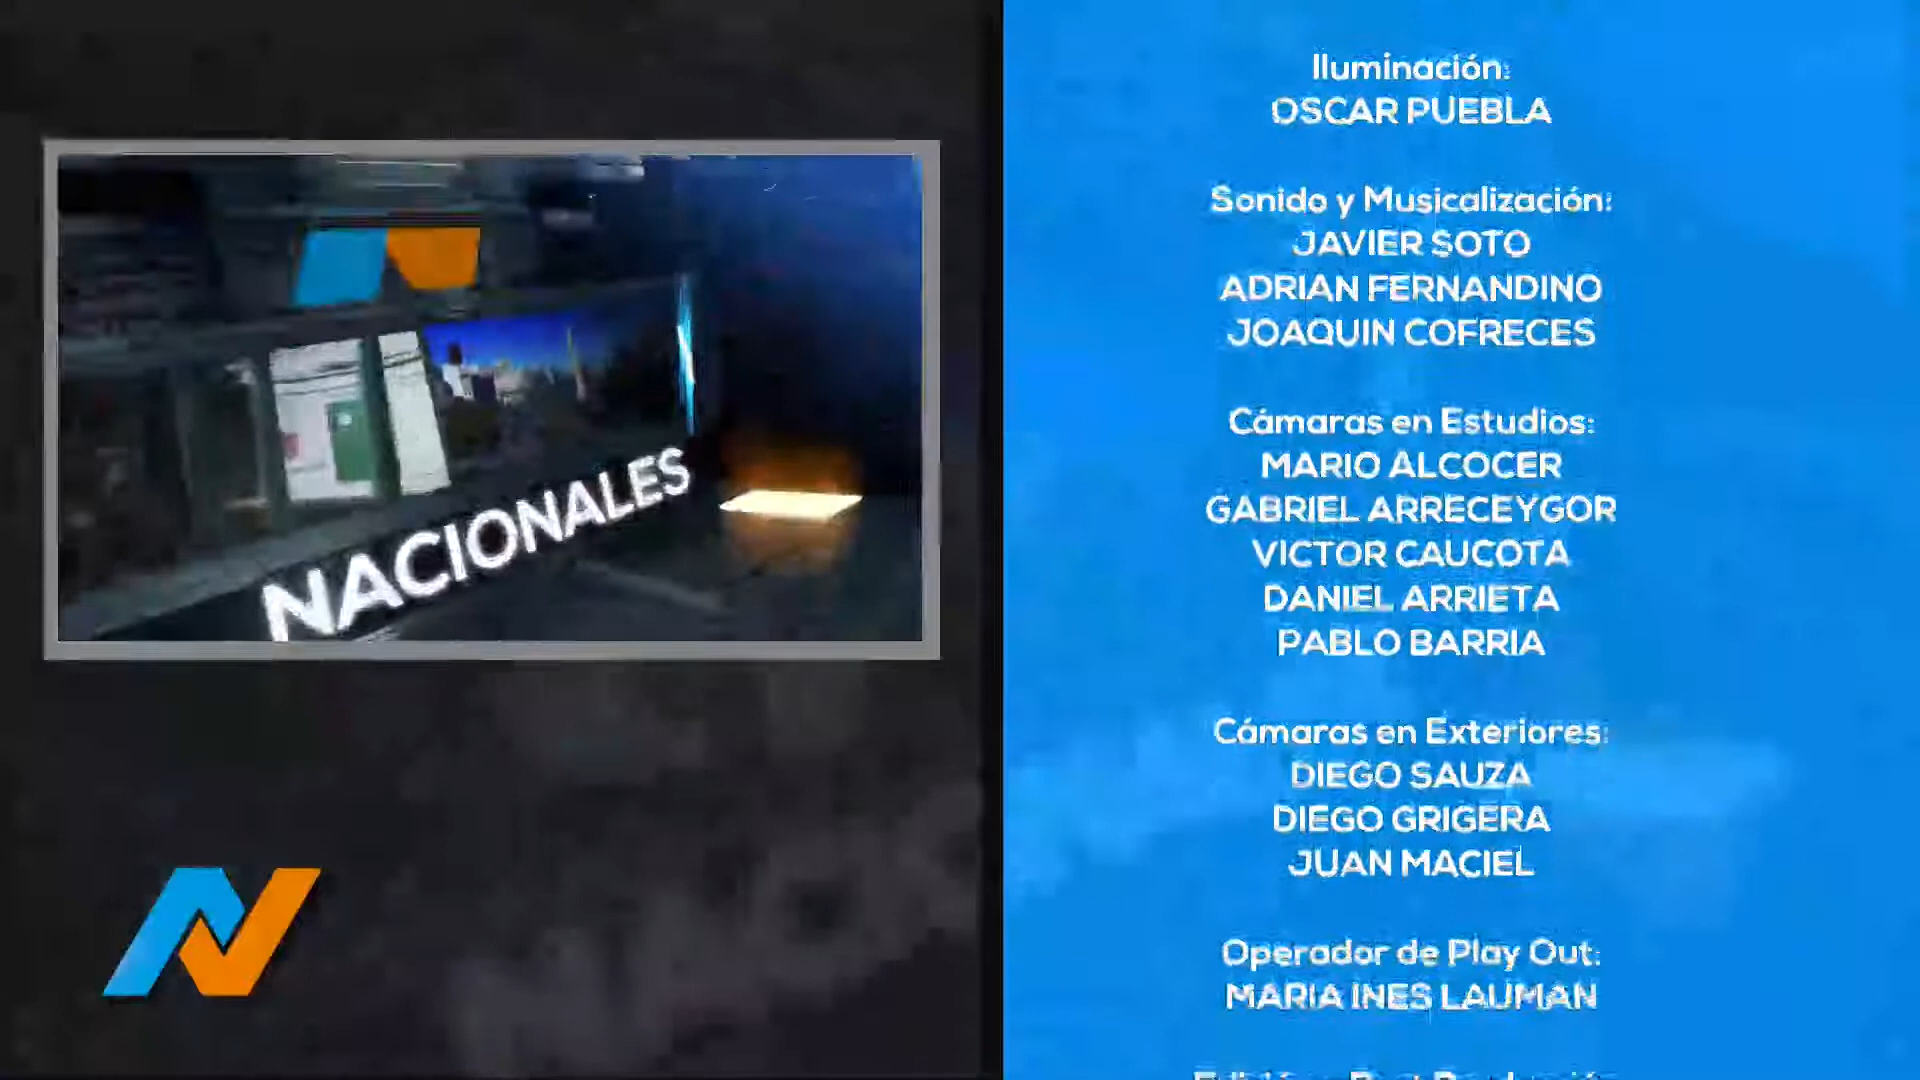 NACIONALES
Iluminación:
OSCAR PUEBLA
Sonido y Musicalización:
JAVIER SOTO
ADRIAN FERNANDINO
JOAQUIN COFRECES
Cámaras en Estudios:
MARIO ALCOCER
GABRIEL ARRECEYGOR
VICTOR CAUCOTA
DANIEL ARRIETA
PABLO BARRIA
Cámaras en Exteriores:
DIEGO SAUZA
DIEGO GRIGERA
JUAN MACIEL
Operador de Play Out:
MARIA INES LAUMAN